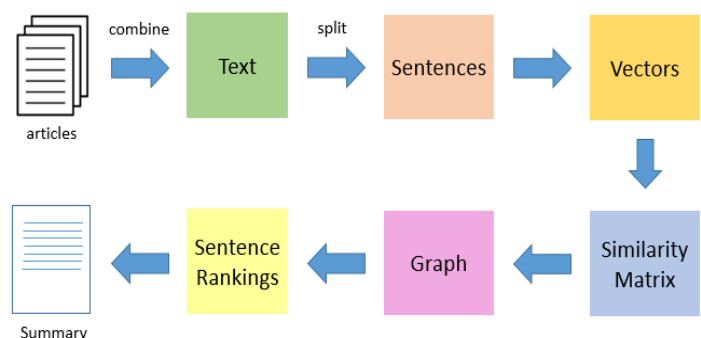 combine
split
Text
Sentences
Vectors
articles
Similarity
Matrix
Graph
Sentence
Rankings
Summary